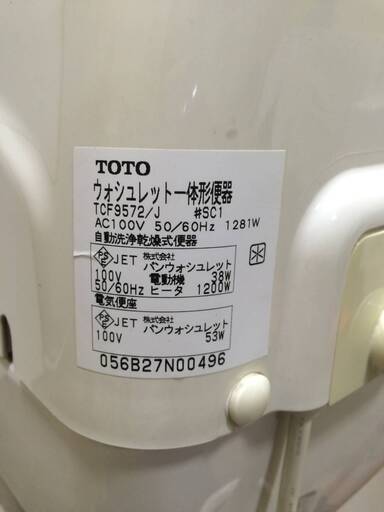 TOTO
ウォシュレット一体形便器
TCF9572/J #SC1
AC100V 50/60Hz 1281W
自動洗浄乾燥式便器
PSE JET 株式会社 パンウォシュレット
100V 電動機 38W
50/60Hz ヒータ 1200W
電気便座
PSE JET 株式会社 パンウォシュレット
100V 53W
056B27N00496